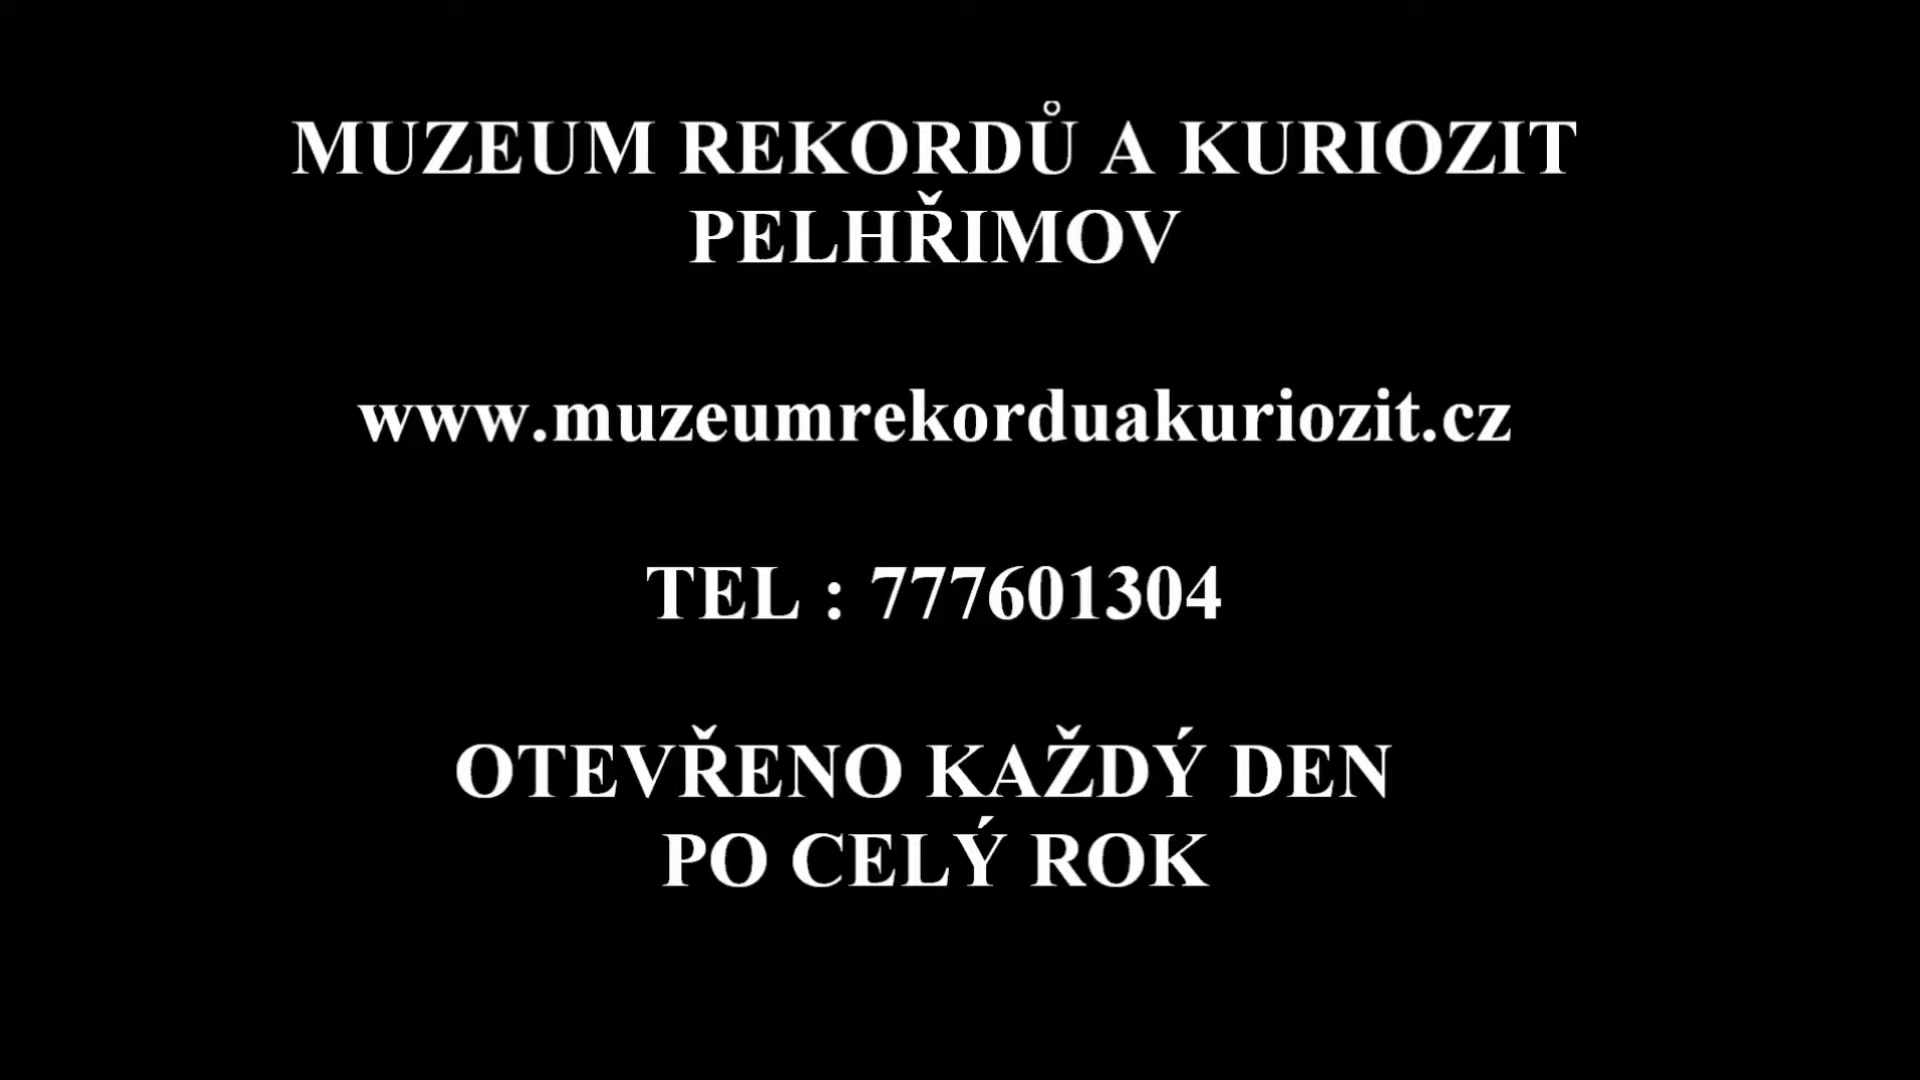 MUZEUM REKORDŮ A KURIOZIT
PELHŘIMOV
www.muzeumrekorduakuriozit.cz
TEL : 777601304
OTEVŘENO KAŽDÝ DEN
PO CELÝ ROK